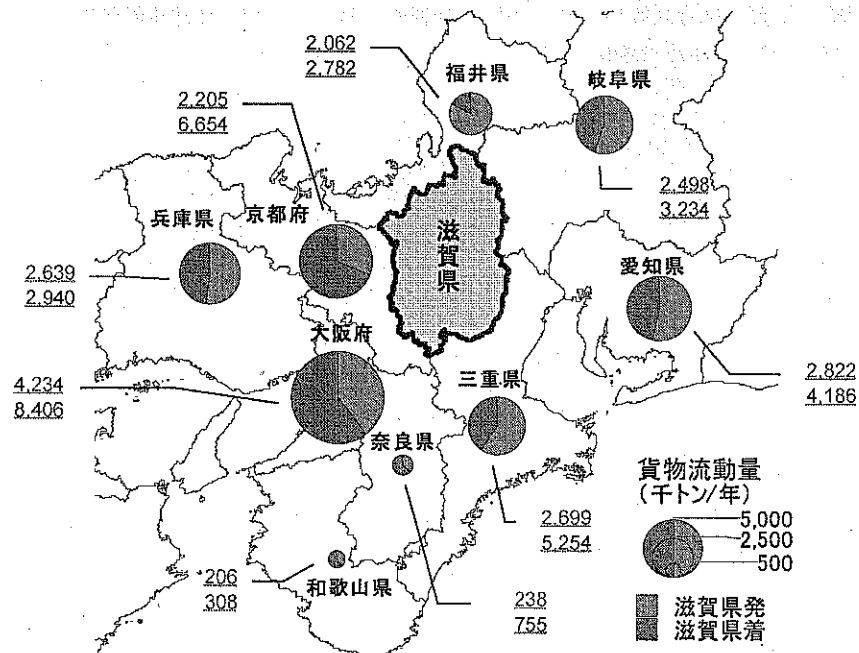 2,062
2,782
福井県
岐阜県
2,205
6,654
2,498
3,234
兵庫県
京都府
滋賀県
愛知県
2,639
2,940
大阪府
2,822
4,186
4,234
8,406
三重県
奈良県
貨物流動量
(千トン/年)
5,000
2,500
500
2,699
5,254
206
308
和歌山県
238
755
滋賀県発
滋賀県着